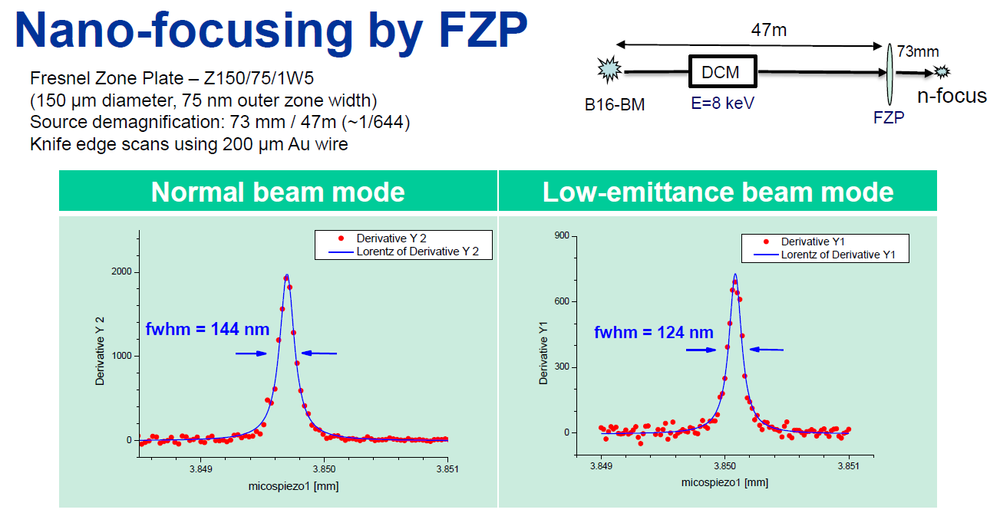 Nano-focusing by FZP
Fresnel Zone Plate – Z150/75/1W5
(150 µm diameter, 75 nm outer zone width)
Source demagnification: 73 mm / 47m (~1/644)
Knife edge scans using 200 µm Au wire
47m
73mm
DCM
n-focus
B16-BM
E=8 keV
FZP
Normal beam mode
Low-emittance beam mode
Derivative Y 2
Lorentz of Derivative Y 2
2000
1000
0
Derivative Y 2
fwhm = 144 nm
3.849
3.850
3.851
micospiezo1 [mm]
Derivative Y1
Lorentz of Derivative Y1
900
600
300
0
Derivative Y1
fwhm = 124 nm
3.849
3.850
3.851
micospiezo1 [mm]